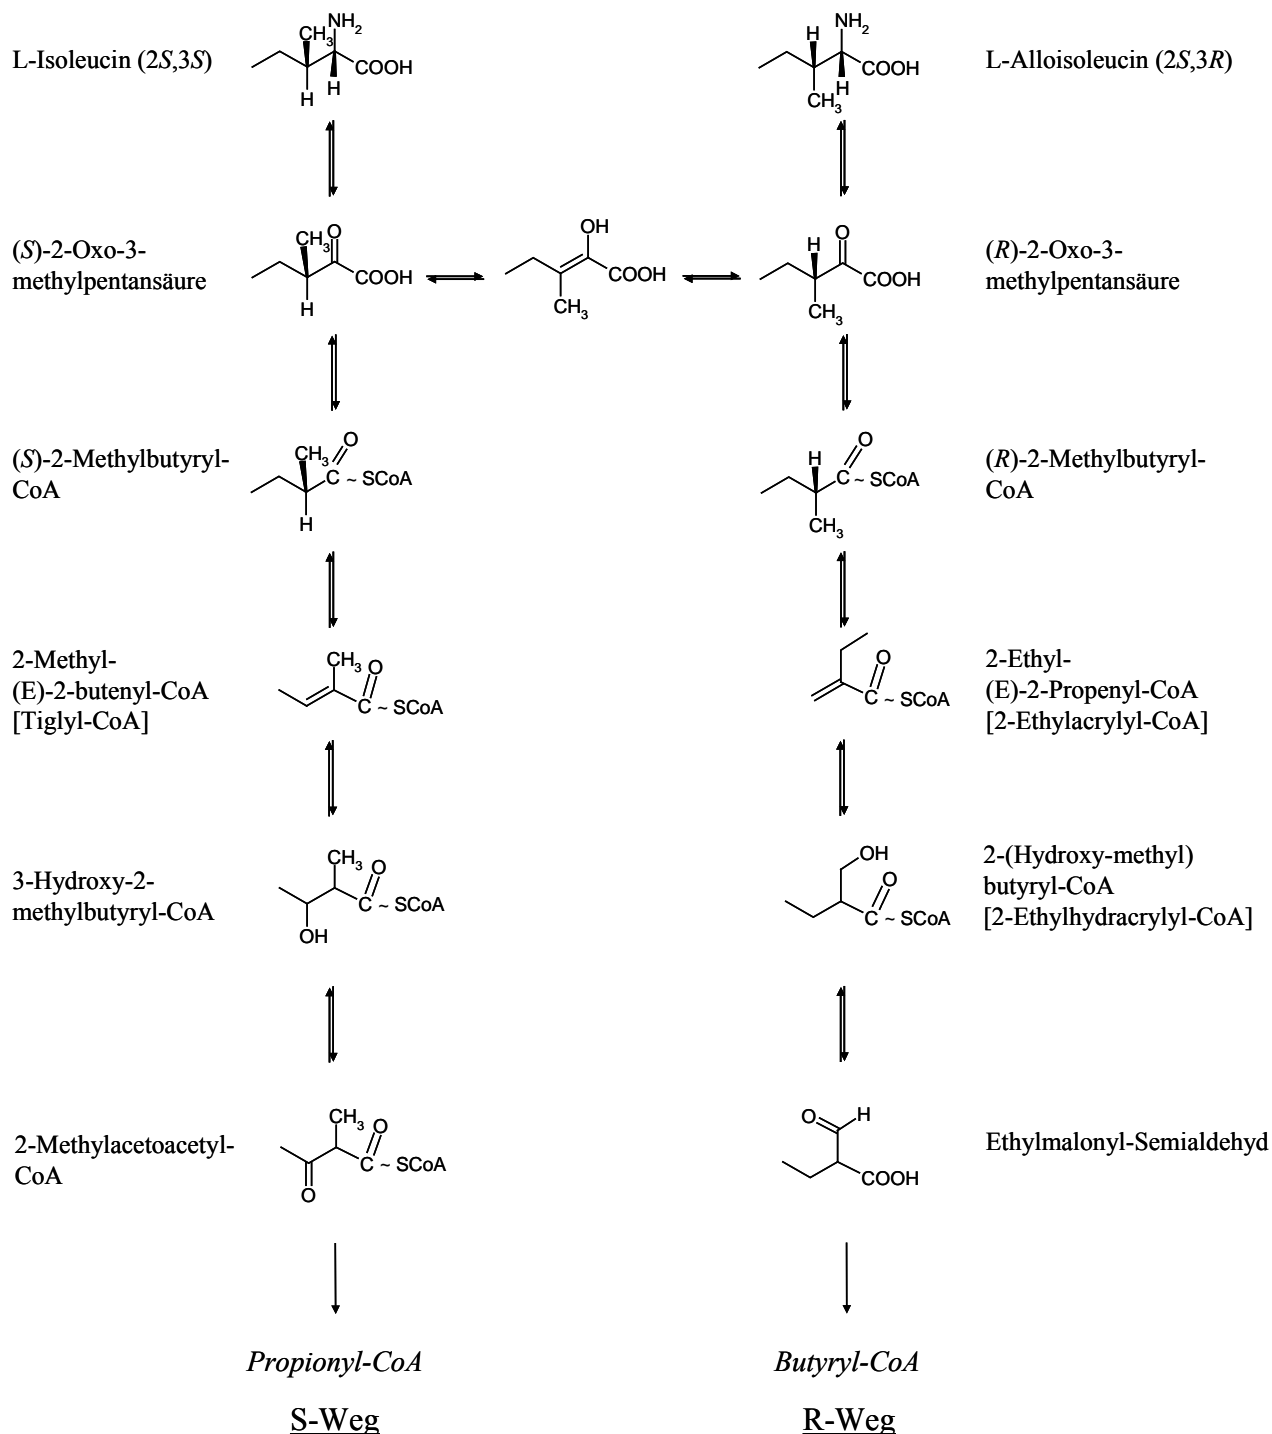 NH2
CH3
L-Isoleucin (2S,3S)
COOH
H
H
NH2
H
COOH
H
CH3
L-Alloisoleucin (2S,3R)
(S)-2-Oxo-3-
methylpentansäure
CH3
O
COOH
H
OH
COOH
CH3
H
O
COOH
CH3
(R)-2-Oxo-3-
methylpentansäure
(S)-2-Methylbutyryl-
CoA
O
CH3
C ~ SCoA
H
O
H
C ~ SCoA
CH3
(R)-2-Methylbutyryl-
CoA
2-Methyl-
(E)-2-butenyl-CoA
[Tiglyl-CoA]
CH3
O
C ~ SCoA
O
C ~ SCoA
2-Ethyl-
(E)-2-Propenyl-CoA
[2-Ethylacrylyl-CoA]
3-Hydroxy-2-
methylbutyryl-CoA
CH3
O
C ~ SCoA
OH
OH
O
C ~ SCoA
2-(Hydroxy-methyl)
butyryl-CoA
[2-Ethylhydracrylyl-CoA]
2-Methylacetoacetyl-
CoA
CH3
O
C ~ SCoA
O
O
H
COOH
Ethylmalonyl-Semialdehyd
Propionyl-CoA
Butyryl-CoA
S-Weg
R-Weg